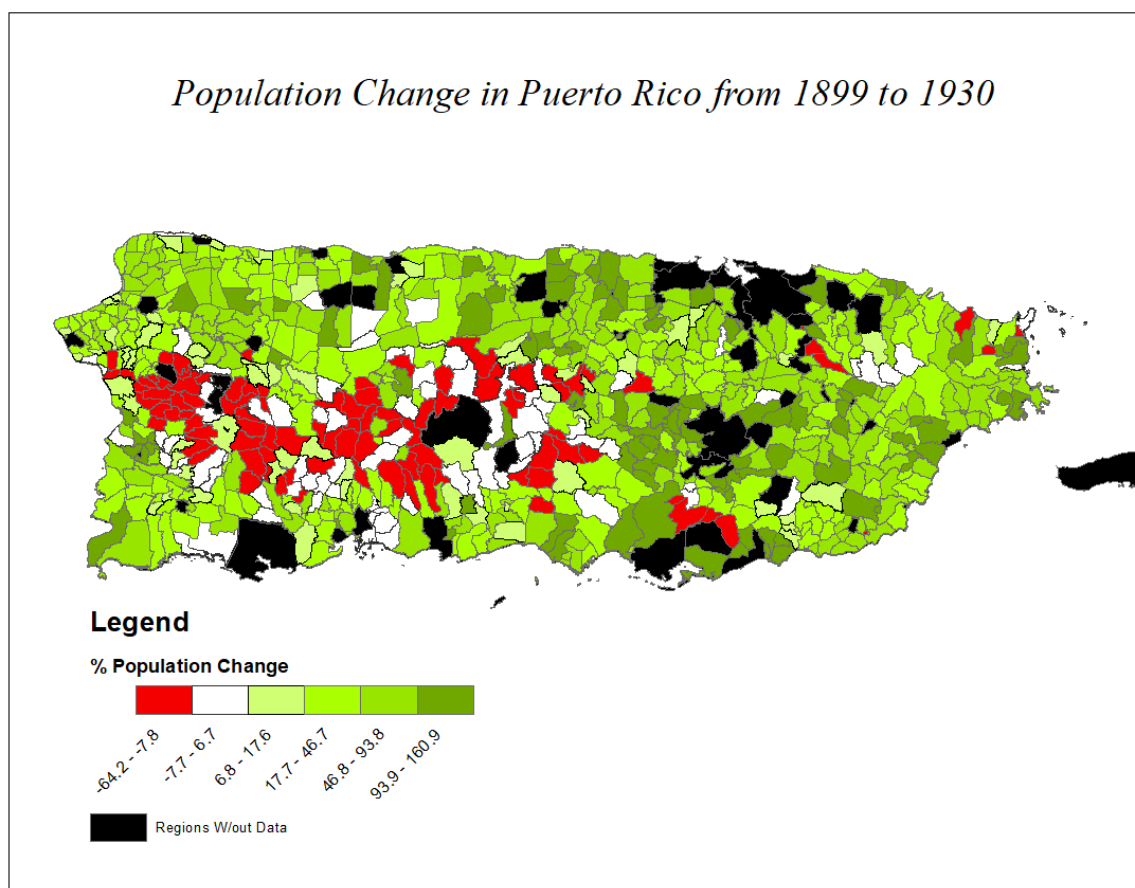 Population Change in Puerto Rico from 1899 to 1930
Legend
% Population Change
-64.2 - -7.8
-7.7 - 6.7
6.8 - 17.6
17.7 - 46.7
46.8 - 93.8
93.9 - 160.9
Regions W/out Data